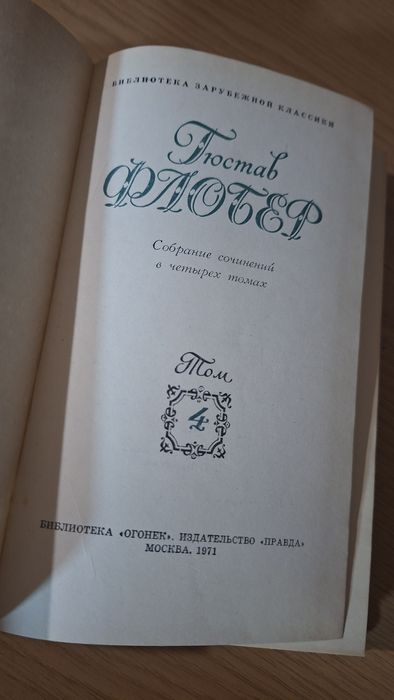 БИБЛИОТЕКА ЗАРУБЕЖНОЙ КЛАССИКИ
Гюстав
ФЛОБЕР
Собрание сочинений
в четырех томах
Том
4
БИБЛИОТЕКА «ОГОНЕК». ИЗДАТЕЛЬСТВО «ПРАВДА»
МОСКВА. 1971